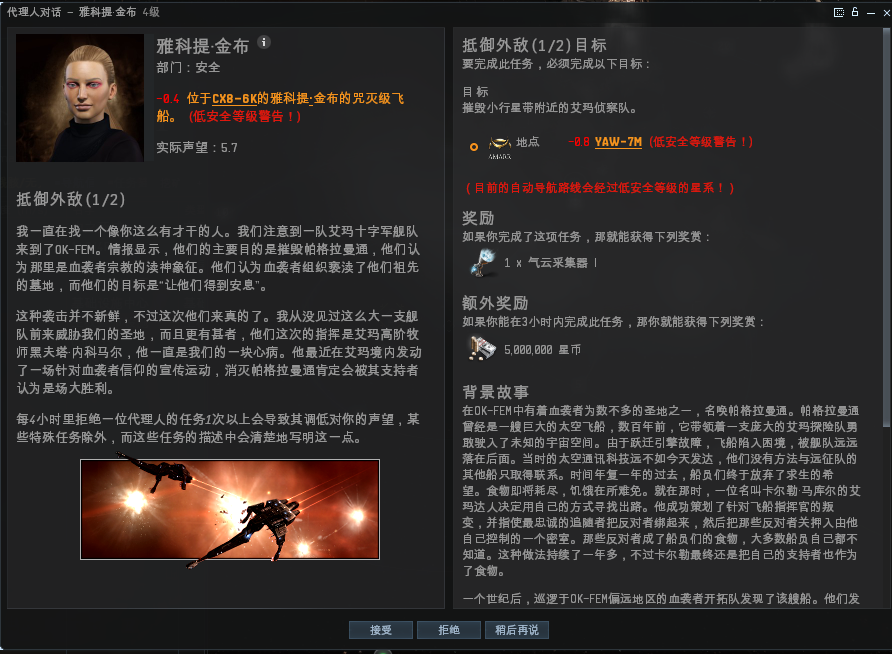 代理人对话 - 雅科提·金布 4级
雅科提·金布
部门：安全
-0.4 位于CX8-6K的雅科提·金布的咒灭级飞
船。 (低安全等级警告！)
实际声望：5.7
抵御外敌(1/2)
我一直在找一个像你这么有才干的人。我们注意到一队艾玛十字军舰队
来到了OK-FEM。情报显示，他们的主要目的是摧毁帕格拉曼通，他们认
为那里是血袭者宗教的渎神象征。他们认为血袭者组织亵渎了他们祖先
的墓地，而他们的目标是“让他们得到安息”。
这种袭击并不新鲜，不过这次他们来真的了。我从没见过这么大一支舰
队前来威胁我们的圣地，而且更有甚者，他们这次的指挥是艾玛高阶牧
师黑夫塔·内科马尔，他一直是我们的一块心病。他最近在艾玛境内发动
了一场针对血袭者信仰的宣传运动，消灭帕格拉曼通肯定会被其支持者
认为是场大胜利。
每4小时里拒绝一位代理人的任务1次以上会导致其调低对你的声望，某
些特殊任务除外，而这些任务的描述中会清楚地写明这一点。
抵御外敌(1/2)目标
要完成此任务，必须完成以下目标：
目标
摧毁小行星带附近的艾玛侦察队。
AMARR
地点 -0.8 YAW-7M (低安全等级警告！)
(目前的自动导航路线会经过低安全等级的星系！)
奖励
如果你完成了这项任务，那就能获得下列奖赏：
1 x 气云采集器 I
额外奖励
如果你能在3小时内完成此任务，那你就能获得下列奖赏：
5,000,000 星币
背景故事
在OK-FEM中有着血袭者为数不多的圣地之一，名唤帕格拉曼通。帕格拉曼通
曾经是一艘巨大的太空飞船，数百年前，它带领着一支庞大的艾玛探险队勇
敢驶入了未知的宇宙空间。由于跃迁引擎故障，飞船陷入困境，被舰队远远
落在后面。当时的太空通讯科技远不如今天发达，他们没有方法与远征队的
其他船只取得联系。时间年复一年的过去，船员们终于放弃了求生的希
望。食物即将耗尽，饥饿在所难免。就在那时，一位名叫卡尔勒·马库尔的艾
玛达人决定用自己的方式寻找出路。他成功策划了针对飞船指挥官的叛
变，并指使最忠诚的追随者把反对者绑起来，然后把那些反对者关押入由他
自己控制的一个密室。那些反对者成了船员们的食物，大多数船员自己都不
知道。这种做法持续了一年多，不过卡尔勒最终还是把自己的支持者也作为
了食物。
一个世纪后，巡逻于OK-FEM偏远地区的血袭者开拓队发现了该艘船。他们发
接受
拒绝
稍后再说